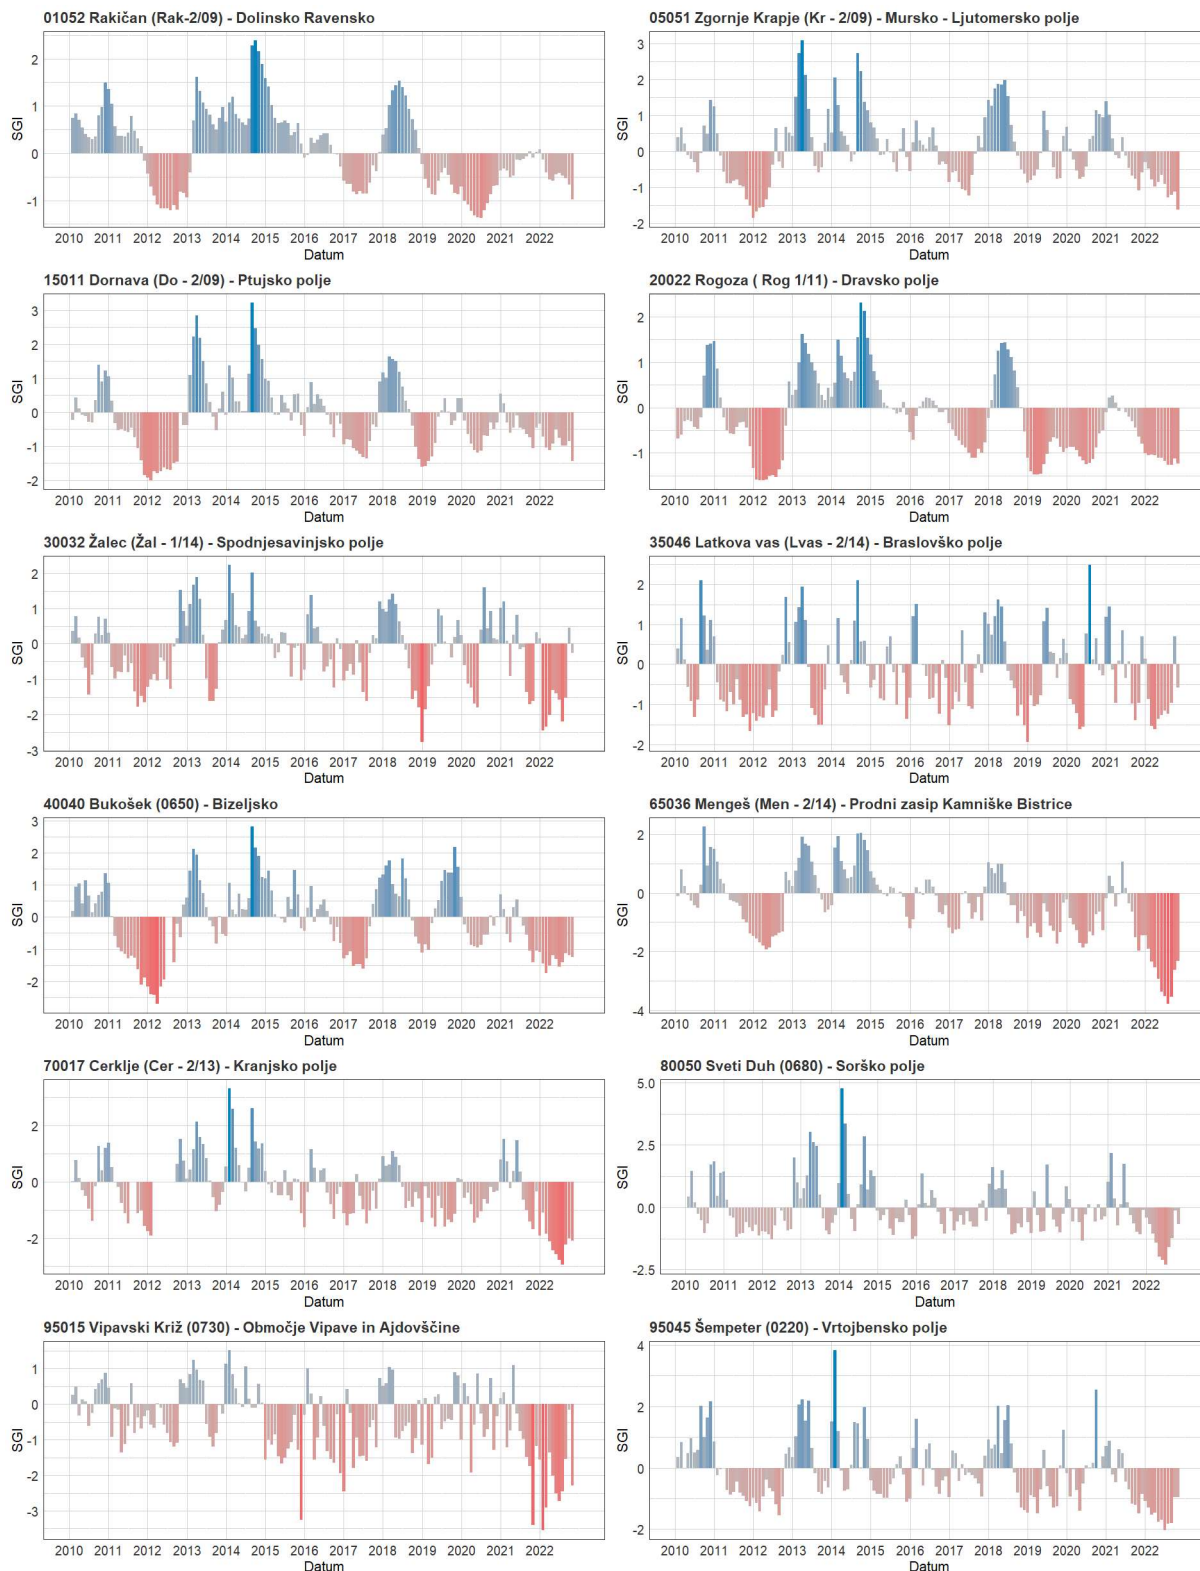 01052 Rakičan (Rak-2/09) - Dolinsko Ravensko
SGI
2
1
0
-1
2010 2011 2012 2013 2014 2015 2016 2017 2018 2019 2020 2021 2022
Datum
05051 Zgornje Krapje (Kr - 2/09) - Mursko - Ljutomersko polje
SGI
3
2
1
0
-1
-2
2010 2011 2012 2013 2014 2015 2016 2017 2018 2019 2020 2021 2022
Datum
15011 Dornava (Do - 2/09) - Ptujsko polje
SGI
3
2
1
0
-1
-2
2010 2011 2012 2013 2014 2015 2016 2017 2018 2019 2020 2021 2022
Datum
20022 Rogoza ( Rog 1/11) - Dravsko polje
SGI
2
1
0
-1
2010 2011 2012 2013 2014 2015 2016 2017 2018 2019 2020 2021 2022
Datum
30032 Žalec (Žal - 1/14) - Spodnjesavinjsko polje
SGI
2
1
0
-1
-2
-3
2010 2011 2012 2013 2014 2015 2016 2017 2018 2019 2020 2021 2022
Datum
35046 Latkova vas (Lvas - 2/14) - Braslovško polje
SGI
2
1
0
-1
-2
2010 2011 2012 2013 2014 2015 2016 2017 2018 2019 2020 2021 2022
Datum
40040 Bukošek (0650) - Bizeljsko
SGI
3
2
1
0
-1
-2
2010 2011 2012 2013 2014 2015 2016 2017 2018 2019 2020 2021 2022
Datum
65036 Mengeš (Men - 2/14) - Prodni zasip Kamniške Bistrice
SGI
2
0
-2
-4
2010 2011 2012 2013 2014 2015 2016 2017 2018 2019 2020 2021 2022
Datum
70017 Cerklje (Cer - 2/13) - Kranjsko polje
SGI
2
0
-2
2010 2011 2012 2013 2014 2015 2016 2017 2018 2019 2020 2021 2022
Datum
80050 Sveti Duh (0680) - Sorško polje
SGI
5.0
2.5
0.0
-2.5
2010 2011 2012 2013 2014 2015 2016 2017 2018 2019 2020 2021 2022
Datum
95015 Vipavski Križ (0730) - Območje Vipave in Ajdovščine
SGI
1
0
-1
-2
-3
2010 2011 2012 2013 2014 2015 2016 2017 2018 2019 2020 2021 2022
Datum
95045 Šempeter (0220) - Vrtojbensko polje
SGI
4
2
0
-2
2010 2011 2012 2013 2014 2015 2016 2017 2018 2019 2020 2021 2022
Datum